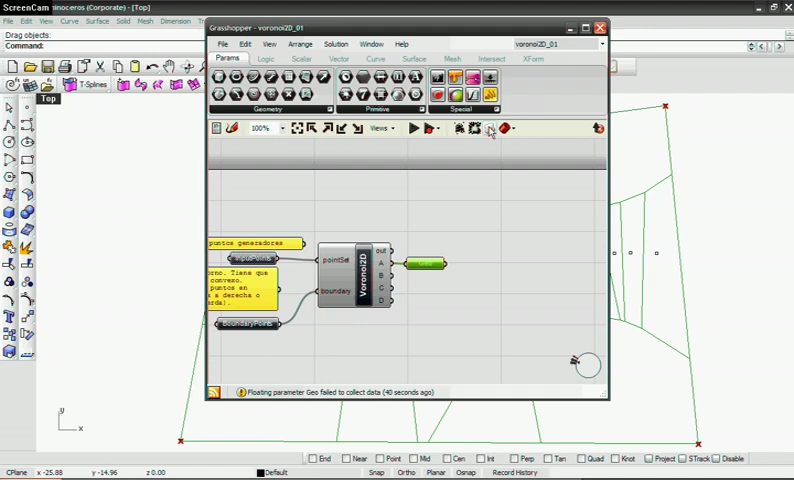 ScreenCam
hinoceros (Corporate) - [Top]
File Edit View Curve Surface Solid Mesh Dimension
Drag objects:
Command:
T-Splines
Top
Grasshopper - voronoi2D_01
File Edit View Arrange Solution Window Help
voronoi2D_01
Params Logic Scalar Vector Curve Surface Mesh Intersect XForm
Geometry Primitive Special
100% Views
puntos generadores
InputPoints
orno. Tiene que
convexo.
puntos en
s a derecha o
erda).
BoundaryPoints
pointSet
boundary
Voronoi2D
out
A
B
C
D
Geo
Floating parameter Geo failed to collect data (40 seconds ago)
y
x
End Near Point Mid Cen Int Perp Tan Quad Knot Project STrack Disable
CPlane x -25.88 y -14.96 z 0.00 Default Snap Ortho Planar Osnap Record History